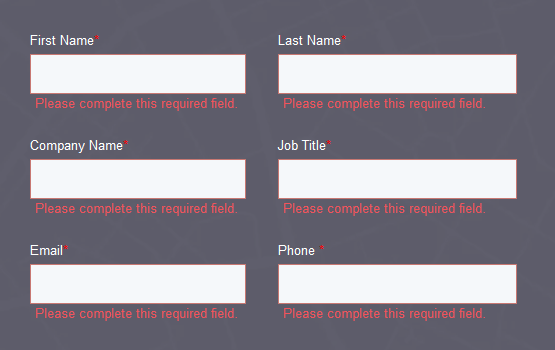 First Name*
Last Name*
Please complete this required field.
Please complete this required field.
Company Name*
Job Title*
Please complete this required field.
Please complete this required field.
Email*
Phone *
Please complete this required field.
Please complete this required field.